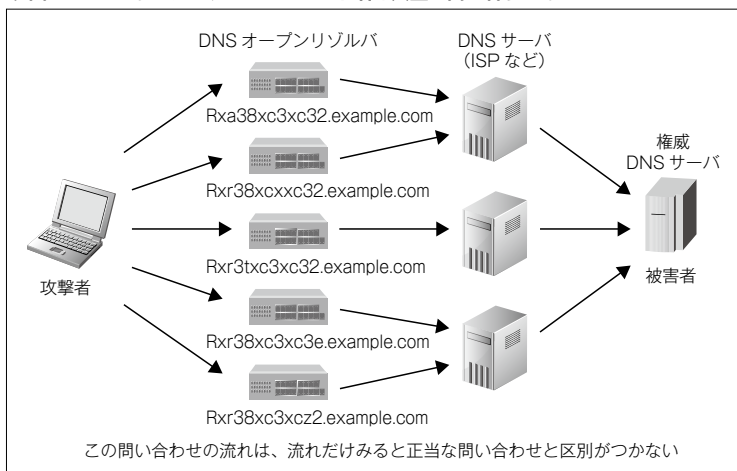 DNS オープンリゾルバ
DNS サーバ
（ISP など）
Rxa38xc3xc32.example.com
Rxr38xcxxc32.example.com
権威
DNS サーバ
Rxr3txc3xc32.example.com
攻撃者
被害者
Rxr38xc3xc3e.example.com
Rxr38xc3xcz2.example.com
この問い合わせの流れは、流れだけみると正当な問い合わせと区別がつかない